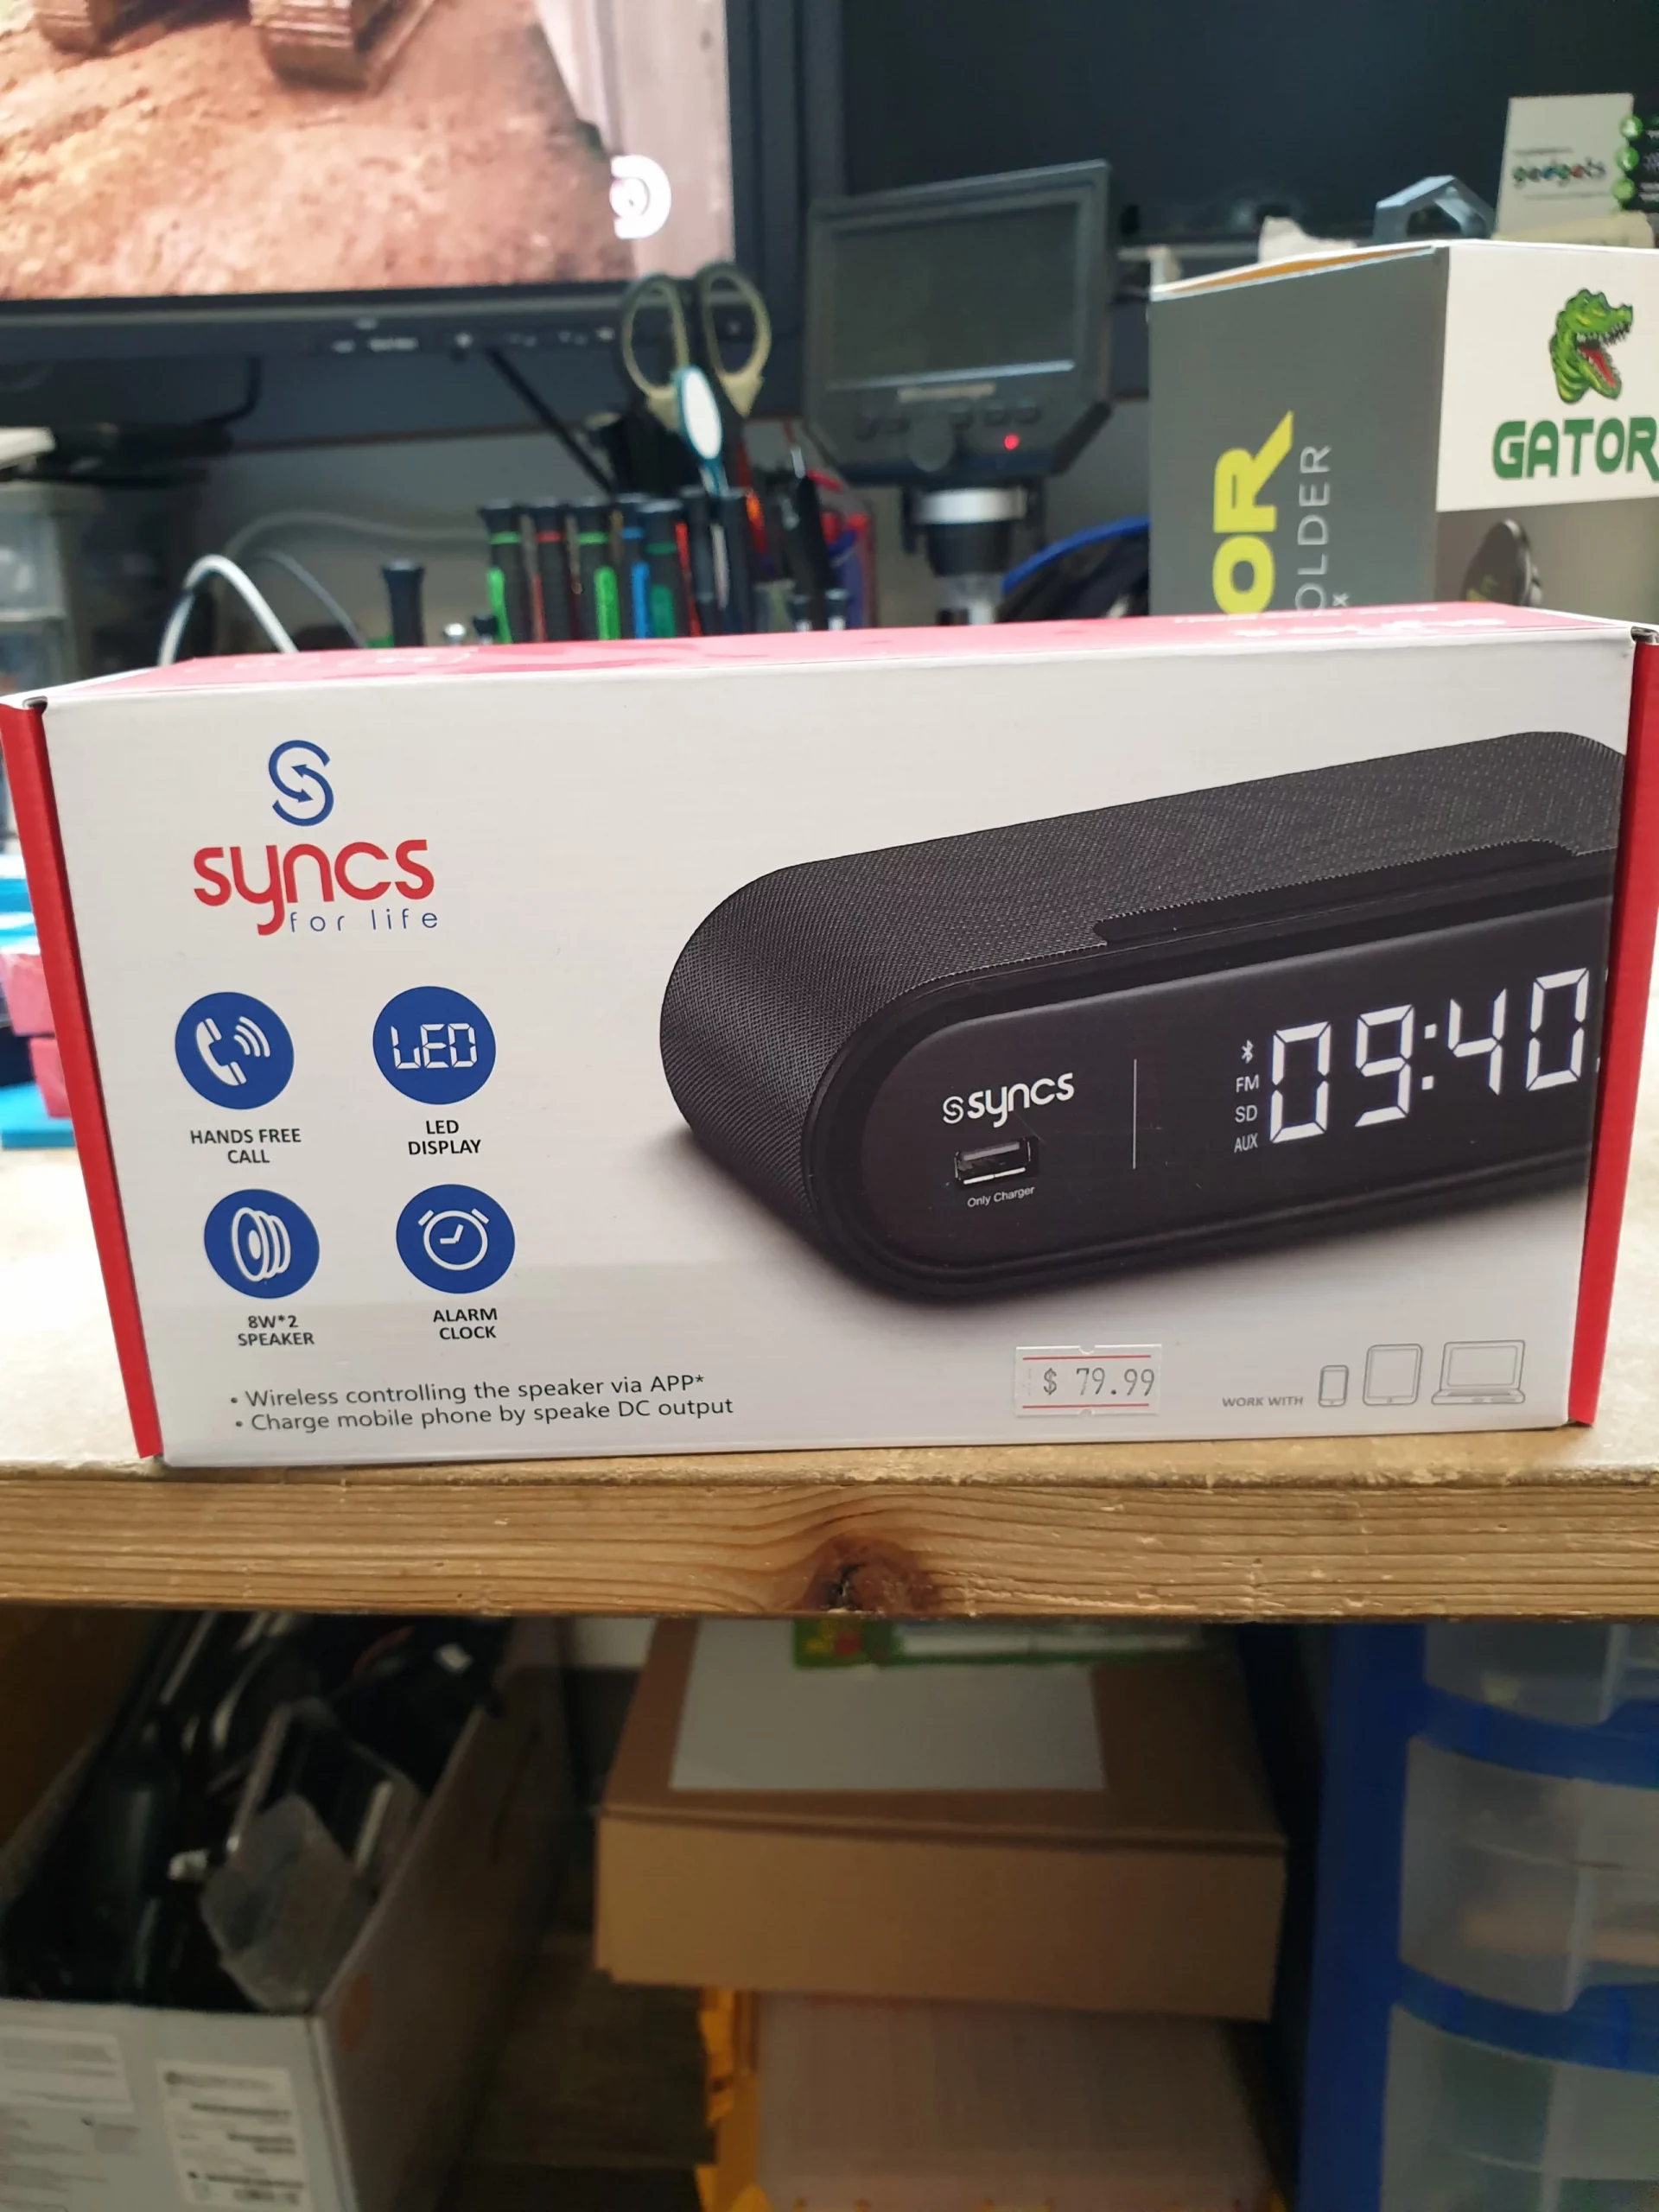 gadgets
GATOR
OR
OLDER
syncs
for life
LED
HANDS FREE
CALL
LED
DISPLAY
8W*2
SPEAKER
ALARM
CLOCK
syncs
Only Charger
FM
SD
AUX
09:40
• Wireless controlling the speaker via APP*
• Charge mobile phone by speake DC output
$ 79.99
WORK WITH